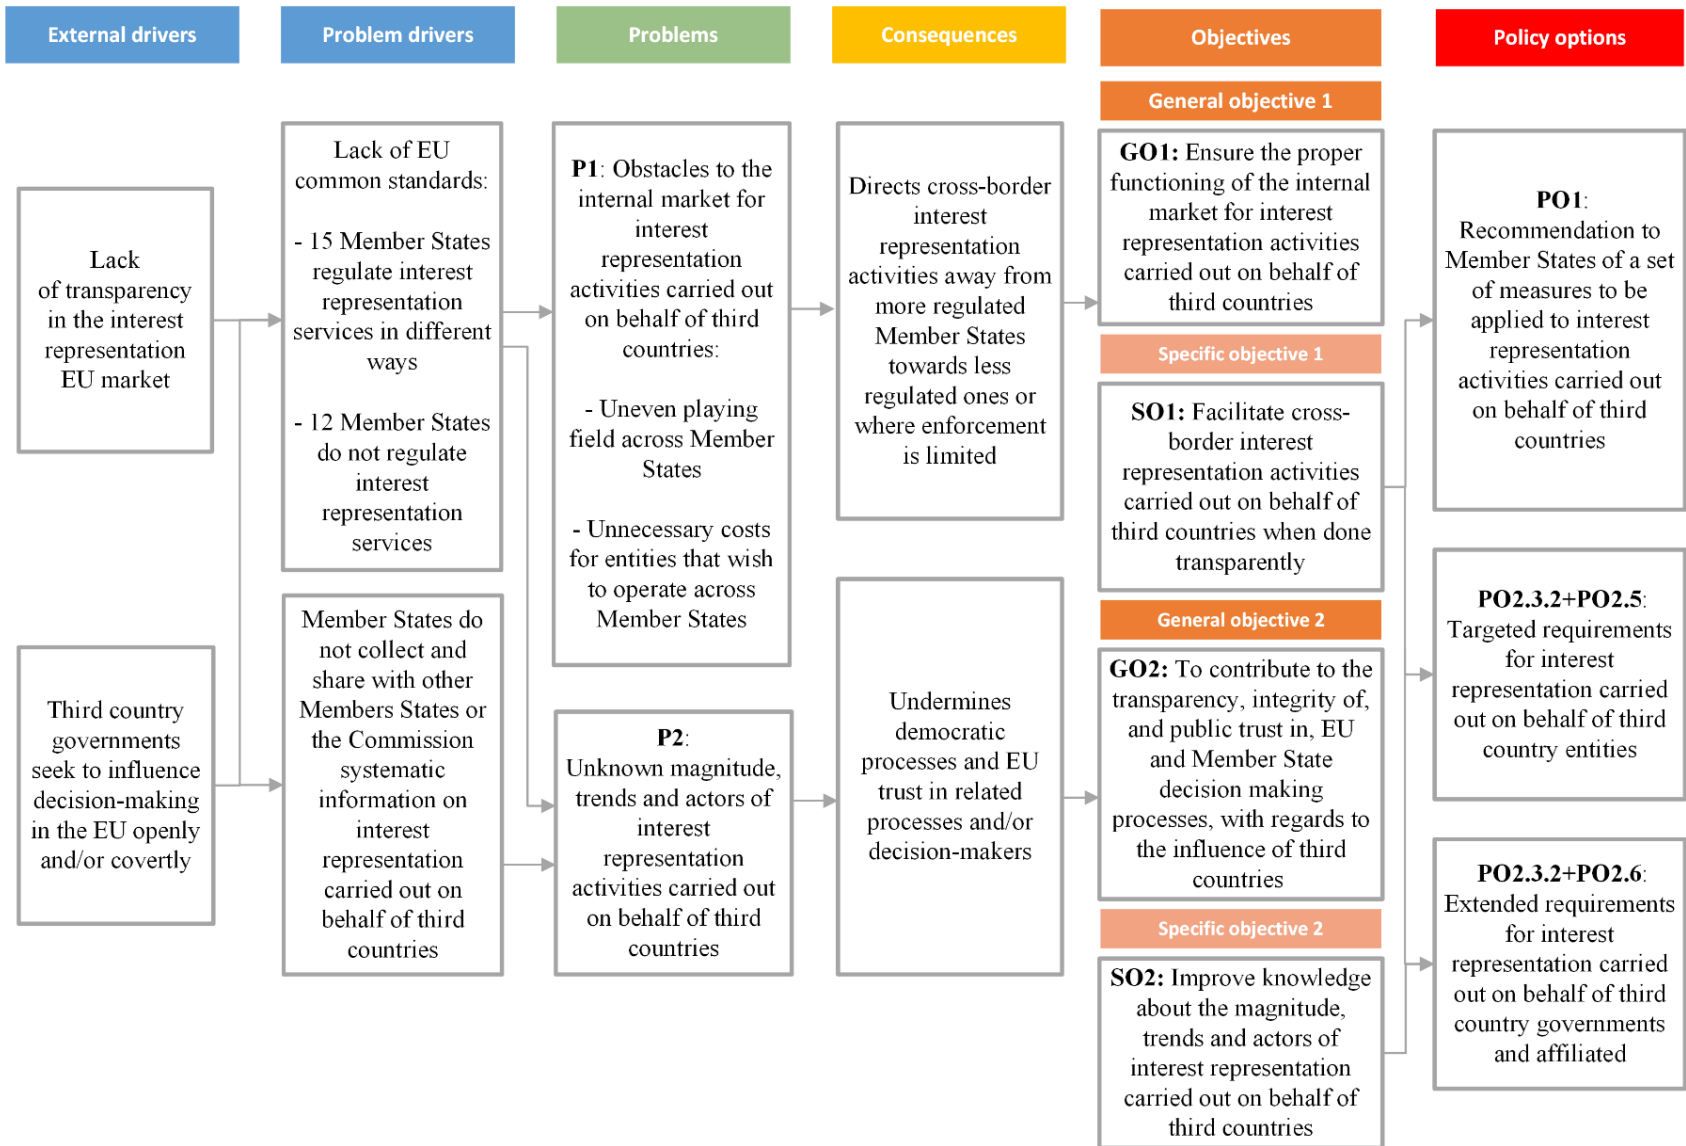 External drivers
Problem drivers
Problems
Consequences
Objectives
Policy options
Lack
of transparency
in the interest
representation
EU market
Third country
governments
seek to influence
decision-making
in the EU openly
and/or covertly
Lack of EU
common standards:
- 15 Member States
regulate interest
representation
services in different
ways
- 12 Member States
do not regulate
interest
representation
services
Member States do
not collect and
share with other
Members States or
the Commission
systematic
information on
interest
representation
carried out on
behalf of third
countries
P1: Obstacles to the
internal market for
interest
representation
activities carried out
on behalf of third
countries:
- Uneven playing
field across Member
States
- Unnecessary costs
for entities that wish
to operate across
Member States
P2:
Unknown magnitude,
trends and actors of
interest
representation
activities carried out
on behalf of third
countries
Directs cross-border
interest
representation
activities away from
more regulated
Member States
towards less
regulated ones or
where enforcement
is limited
Undermines
democratic
processes and EU
trust in related
processes and/or
decision-makers
General objective 1
GO1: Ensure the proper
functioning of the internal
market for interest
representation activities
carried out on behalf of
third countries
Specific objective 1
SO1: Facilitate cross-
border interest
representation activities
carried out on behalf of
third countries when done
transparently
General objective 2
GO2: To contribute to the
transparency, integrity of,
and public trust in, EU
and Member State
decision making
processes, with regards to
the influence of third
countries
Specific objective 2
SO2: Improve knowledge
about the magnitude,
trends and actors of
interest representation
carried out on behalf of
third countries
PO1:
Recommendation to
Member States of a set
of measures to be
applied to interest
representation
activities carried out
on behalf of third
countries
PO2.3.2+PO2.5:
Targeted requirements
for interest
representation carried
out on behalf of third
country entities
PO2.3.2+PO2.6:
Extended requirements
for interest
representation carried
out on behalf of third
country governments
and affiliated